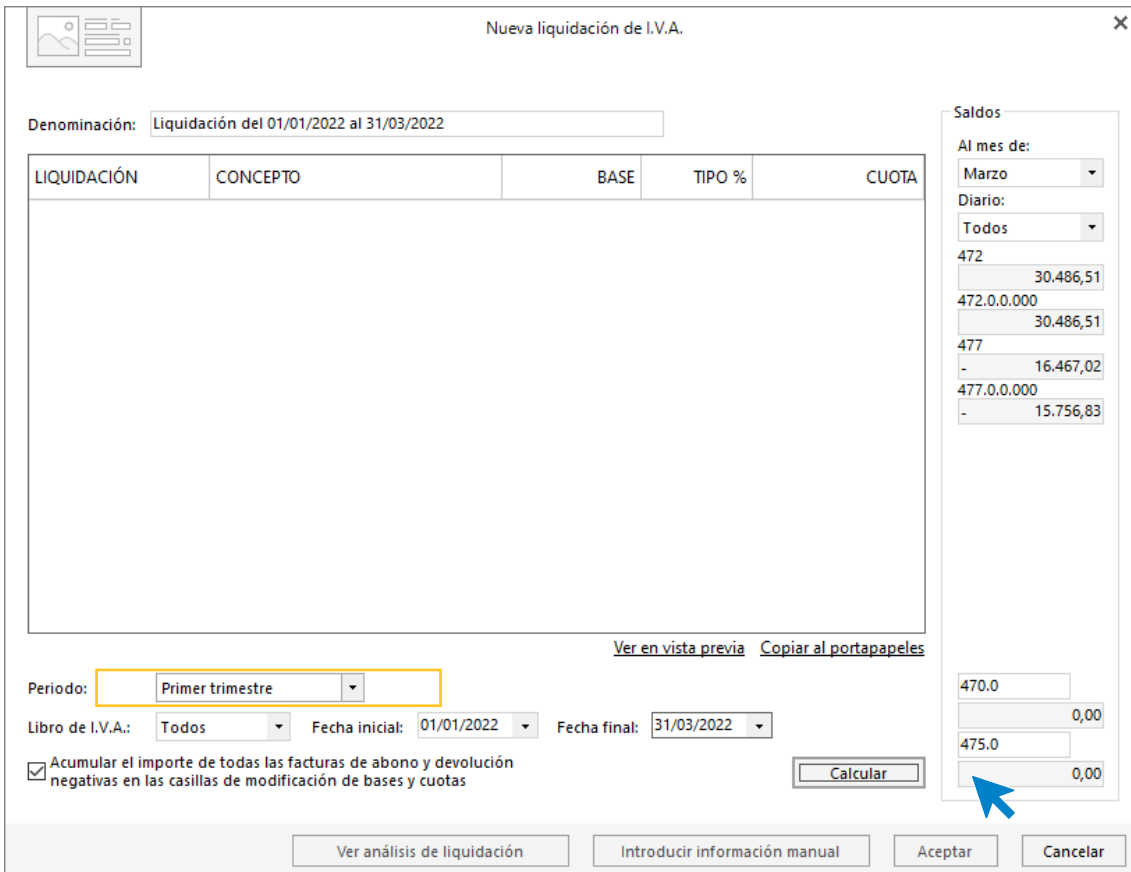 Nueva liquidación de I.V.A.
Denominación: Liquidación del 01/01/2022 al 31/03/2022
LIQUIDACIÓN CONCEPTO BASE TIPO % CUOTA
Ver en vista previa Copiar al portapapeles
Periodo: Primer trimestre
Libro de I.V.A.: Todos Fecha inicial: 01/01/2022 Fecha final: 31/03/2022
Acumular el importe de todas las facturas de abono y devolución
negativas en las casillas de modificación de bases y cuotas
Calcular
Saldos
Al mes de:
Marzo
Diario:
Todos
472
30.486,51
472.0.0.000
30.486,51
477
- 16.467,02
477.0.0.000
- 15.756,83
470.0
0,00
475.0
0,00
Ver análisis de liquidación Introducir información manual Aceptar Cancelar